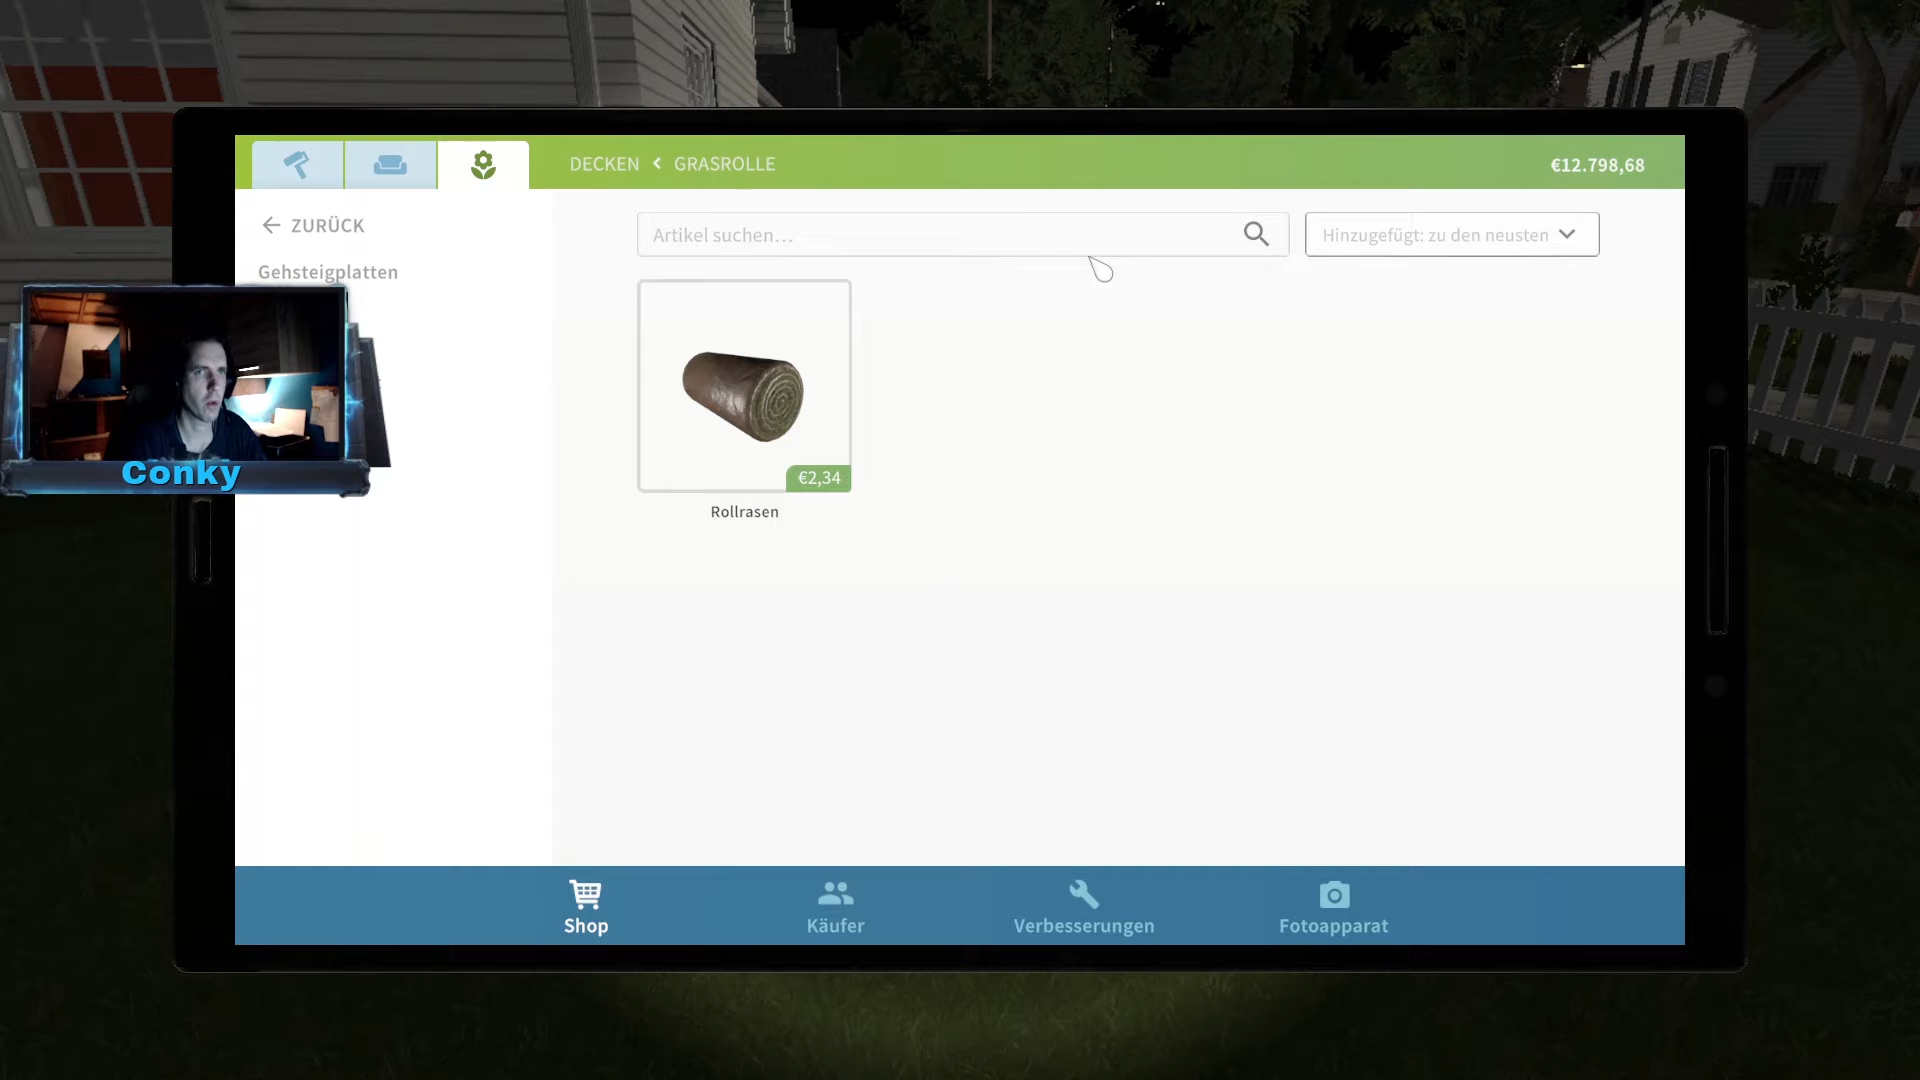 DECKEN < GRASROLLE
€12.798,68
ZURÜCK
Gehsteigplatten
Artikel suchen...
Hinzugefügt: zu den neusten
€2,34
Rollrasen
Conky
Shop
Käufer
Verbesserungen
Fotoapparat